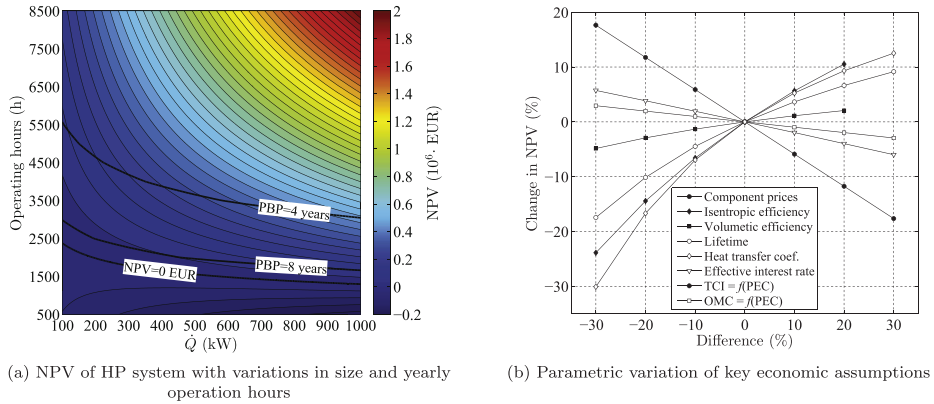 8500
7500
6500
5500
4500
3500
2500
1500
500
Operating hours (h)
PBP=4 years
PBP=8 years
NPV=0 EUR
100 200 300 400 500 600 700 800 900 1000
Q̇ (kW)
2
1.8
1.6
1.4
1.2
1
0.8
0.6
0.4
0.2
0
−0.2
NPV (10⁶· EUR)
(a) NPV of HP system with variations in size and yearly
operation hours
20
10
0
−10
−20
−30
Change in NPV (%)
Component prices
Isentropic efficiency
Volumetic efficiency
Lifetime
Heat transfer coef.
Effective interest rate
TCI = f(PEC)
OMC = f(PEC)
−30 −20 −10 0 10 20 30
Difference (%)
(b) Parametric variation of key economic assumptions